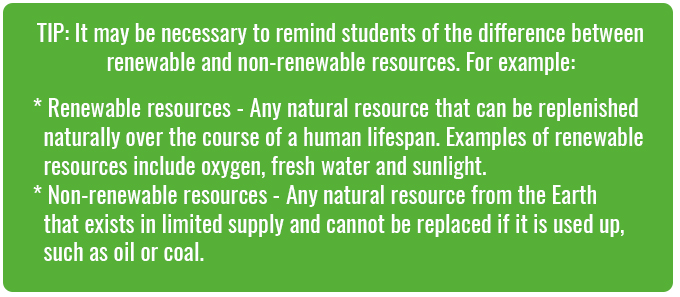 TIP: It may be necessary to remind students of the difference between
renewable and non-renewable resources. For example:
* Renewable resources - Any natural resource that can be replenished
naturally over the course of a human lifespan. Examples of renewable
resources include oxygen, fresh water and sunlight.
* Non-renewable resources - Any natural resource from the Earth
that exists in limited supply and cannot be replaced if it is used up,
such as oil or coal.